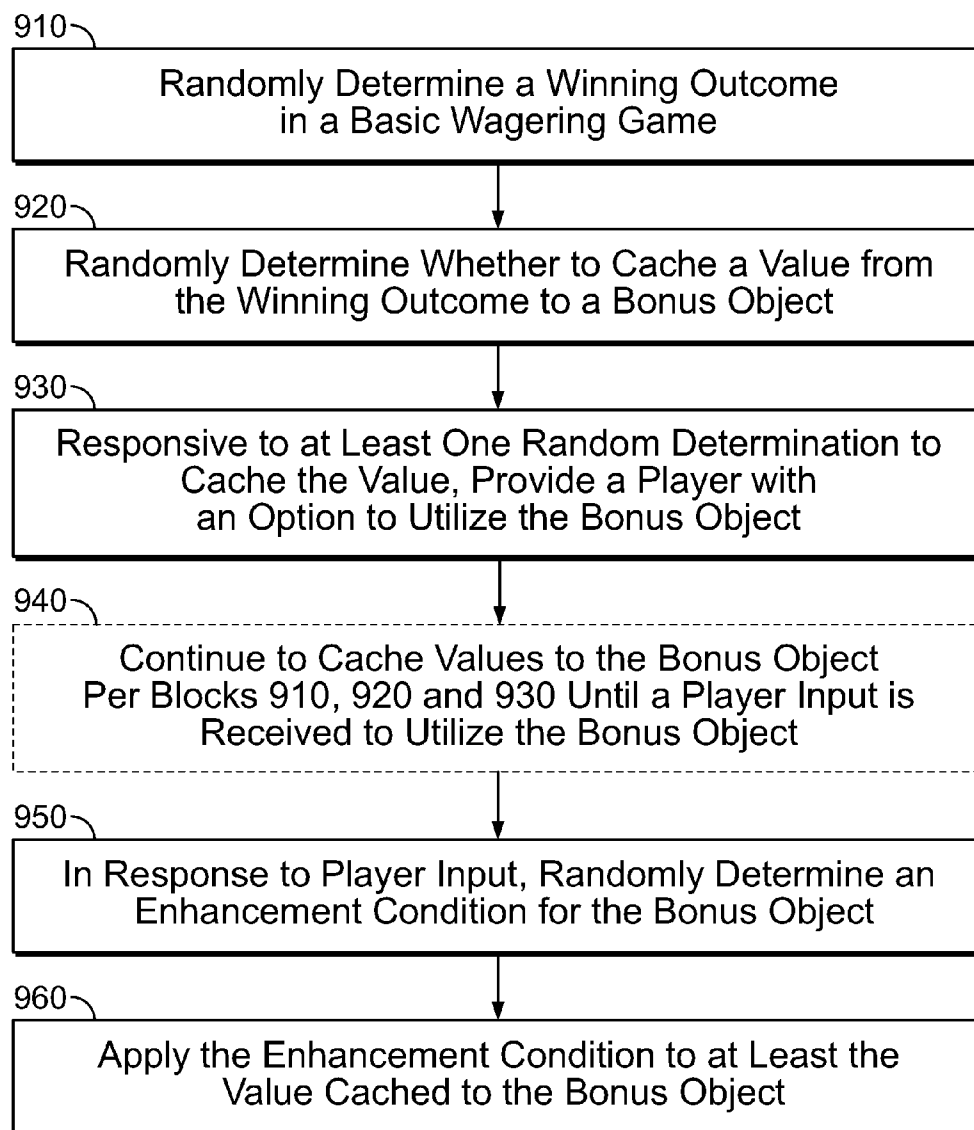 910
Randomly Determine a Winning Outcome
in a Basic Wagering Game
920
Randomly Determine Whether to Cache a Value from
the Winning Outcome to a Bonus Object
930
Responsive to at Least One Random Determination to
Cache the Value, Provide a Player with
an Option to Utilize the Bonus Object
940
Continue to Cache Values to the Bonus Object
Per Blocks 910, 920 and 930 Until a Player Input is
Received to Utilize the Bonus Object
950
In Response to Player Input, Randomly Determine an
Enhancement Condition for the Bonus Object
960
Apply the Enhancement Condition to at Least the
Value Cached to the Bonus Object